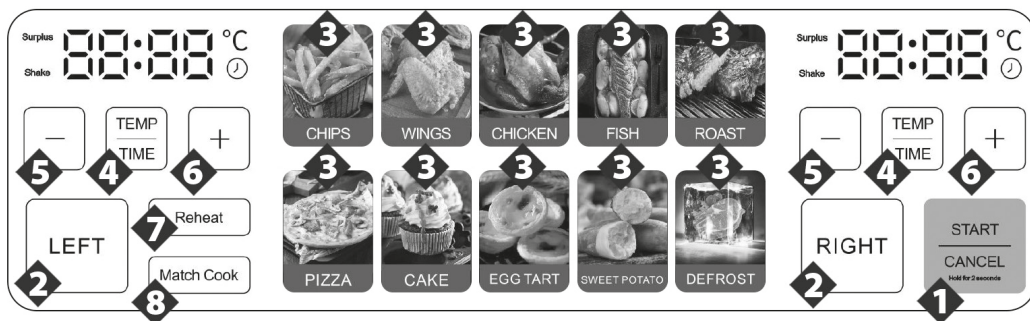 Surplus 88:88 °C
Shake
3 3 3 3 3
CHIPS WINGS CHICKEN FISH ROAST
Surplus 88:88 °C
Shake
− TEMP +
TIME
5 4 6
− TEMP +
TIME
5 4 6
3 3 3 3 3
PIZZA CAKE EGG TART SWEET POTATO DEFROST
LEFT
2
Reheat
7
Match Cook
8
RIGHT
2
START
CANCEL
Hold for 2 seconds
1